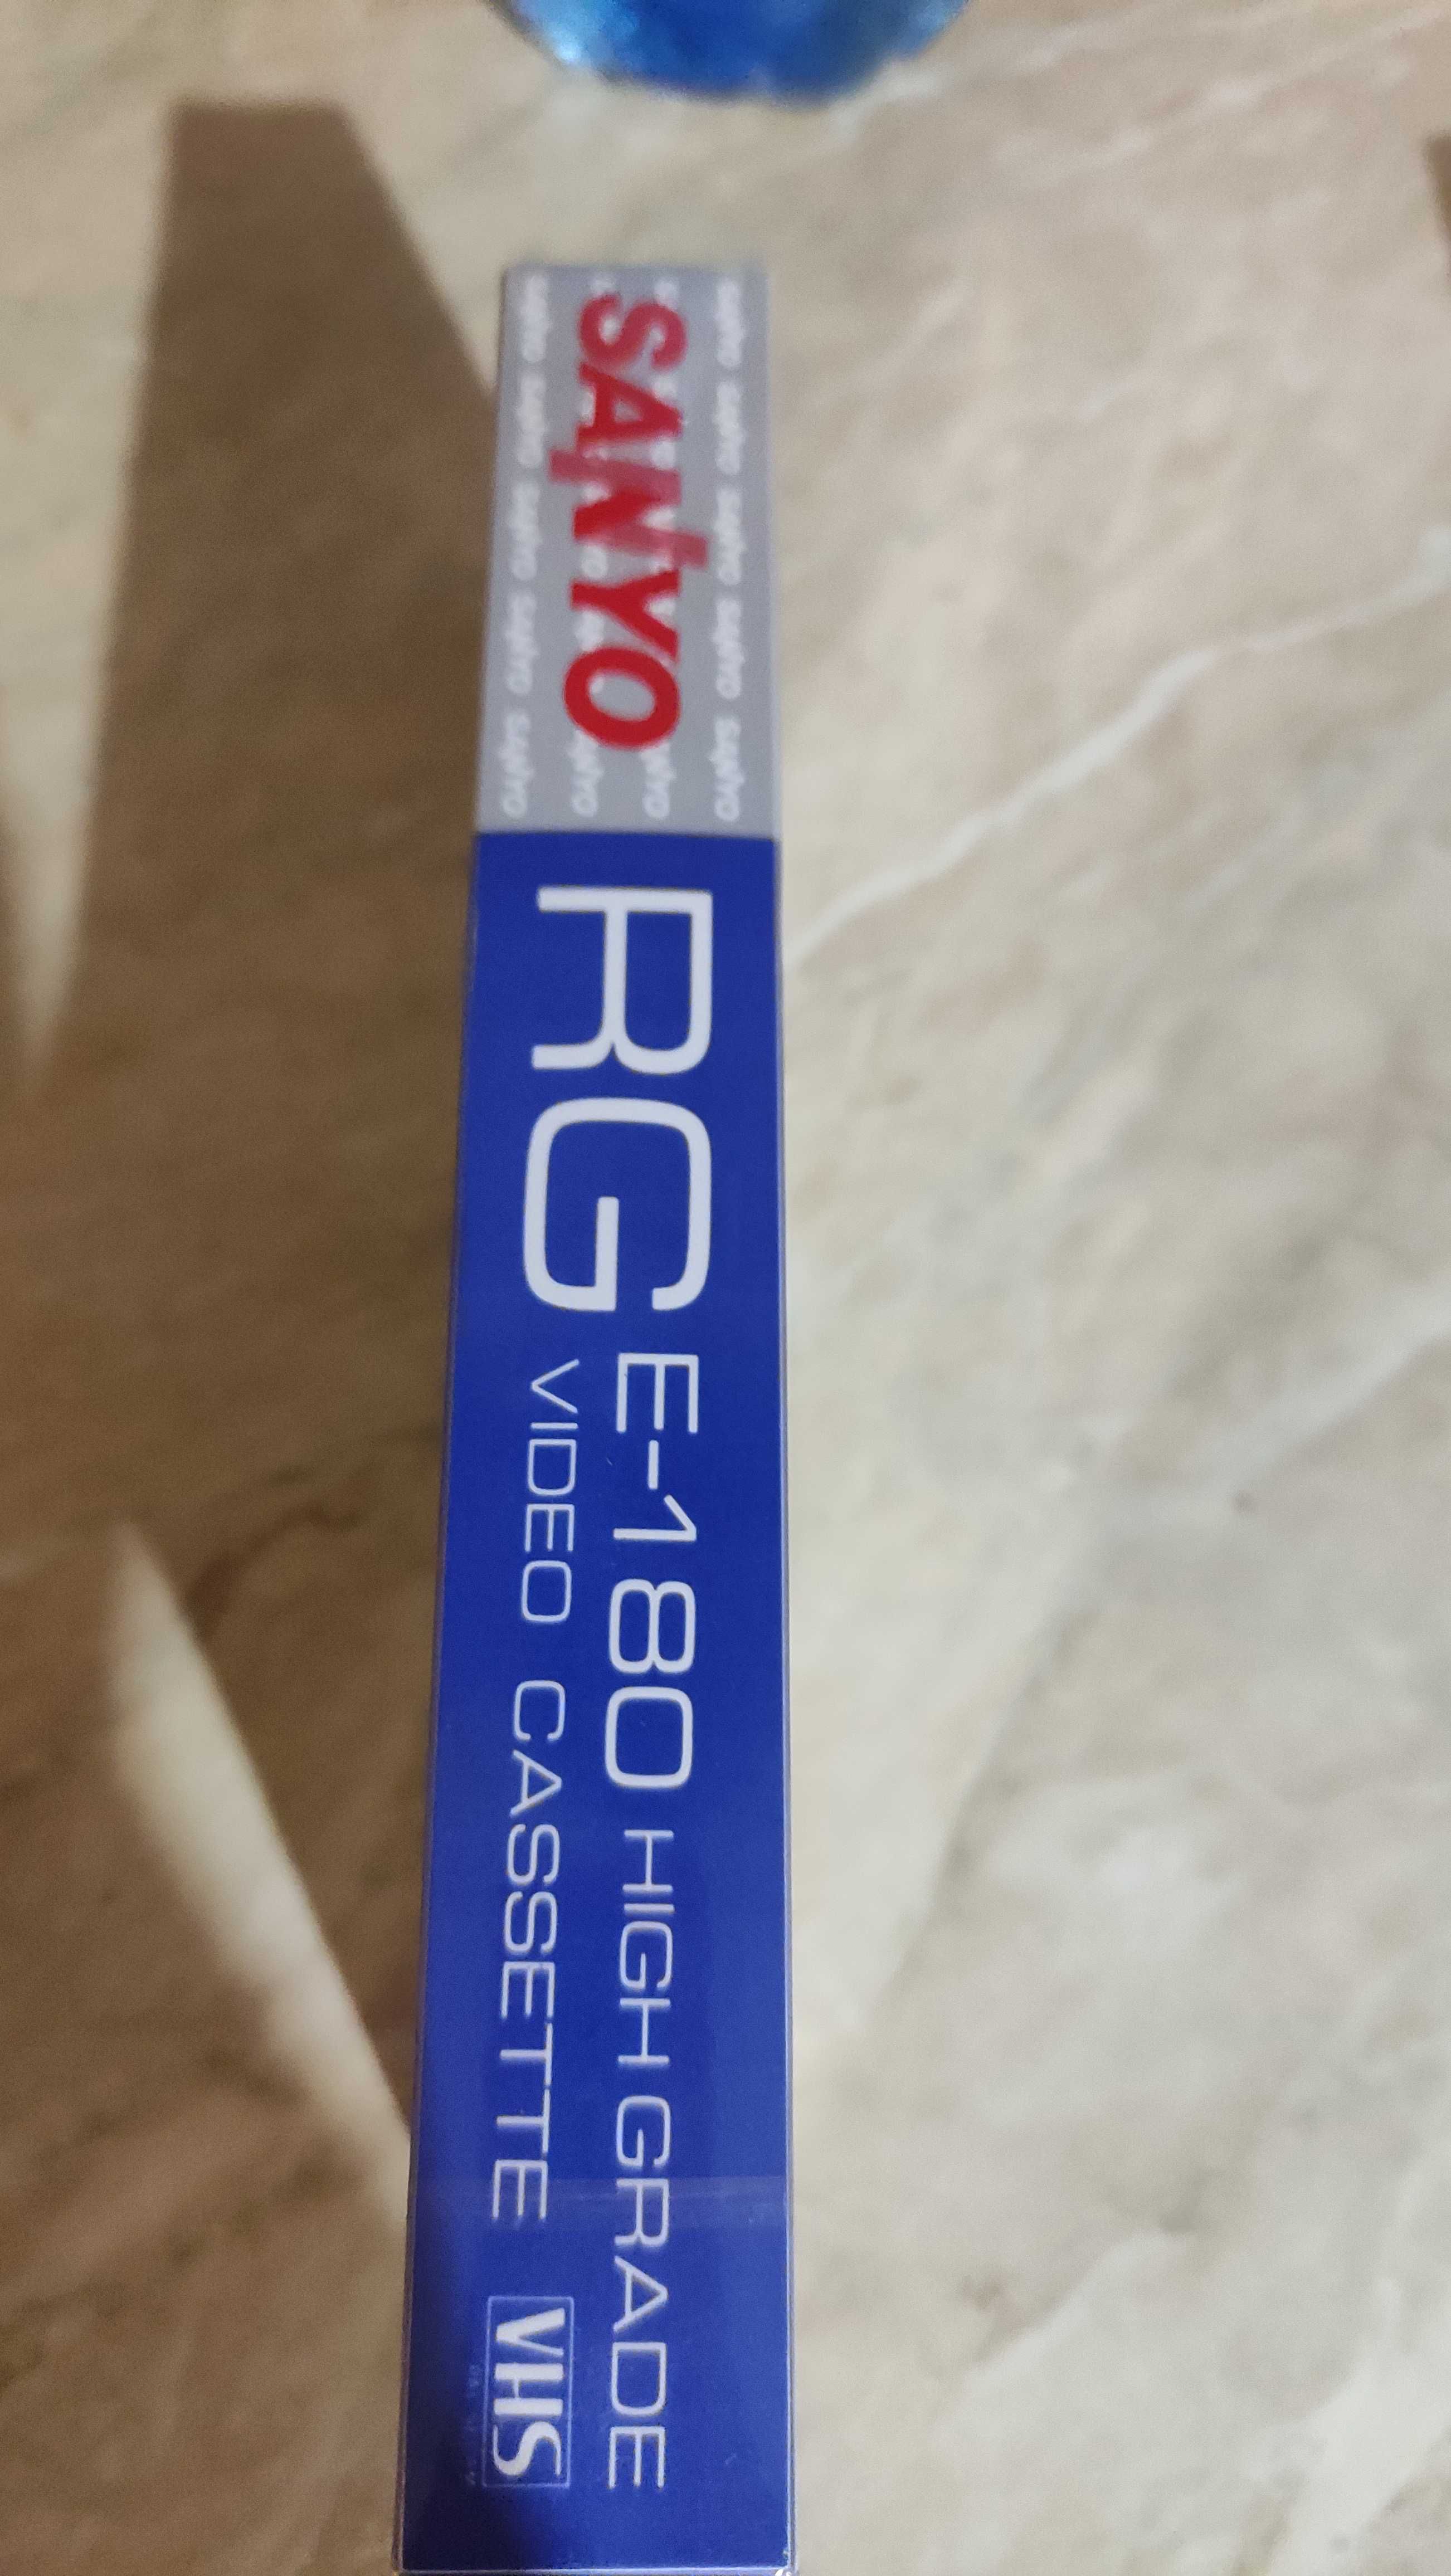 SANYO
RG
E-180 HIGH GRADE
VIDEO CASSETTE
VHS